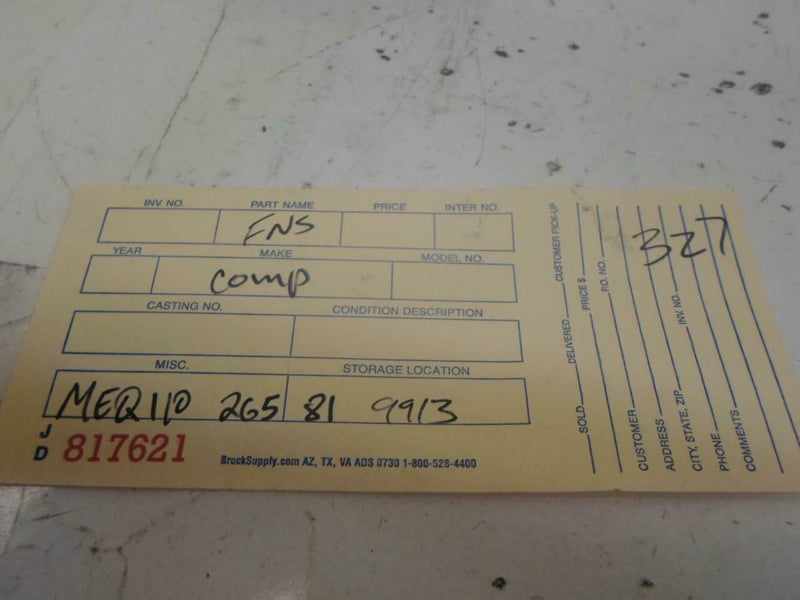 INV. NO. PART NAME PRICE INTER NO.
ENS
YEAR MAKE MODEL NO.
comp
CASTING NO. CONDITION DESCRIPTION
MISC. STORAGE LOCATION
MEQ110 265 81 9913
JD 817621
BrockSupply.com AZ, TX, VA ADS 0730 1-800-528-4400
SOLD DELIVERED CUSTOMER PICK-UP
PRICE $
P.O. NO.
CUSTOMER
ADDRESS
CITY, STATE, ZIP INV. NO.
PHONE
COMMENTS
327